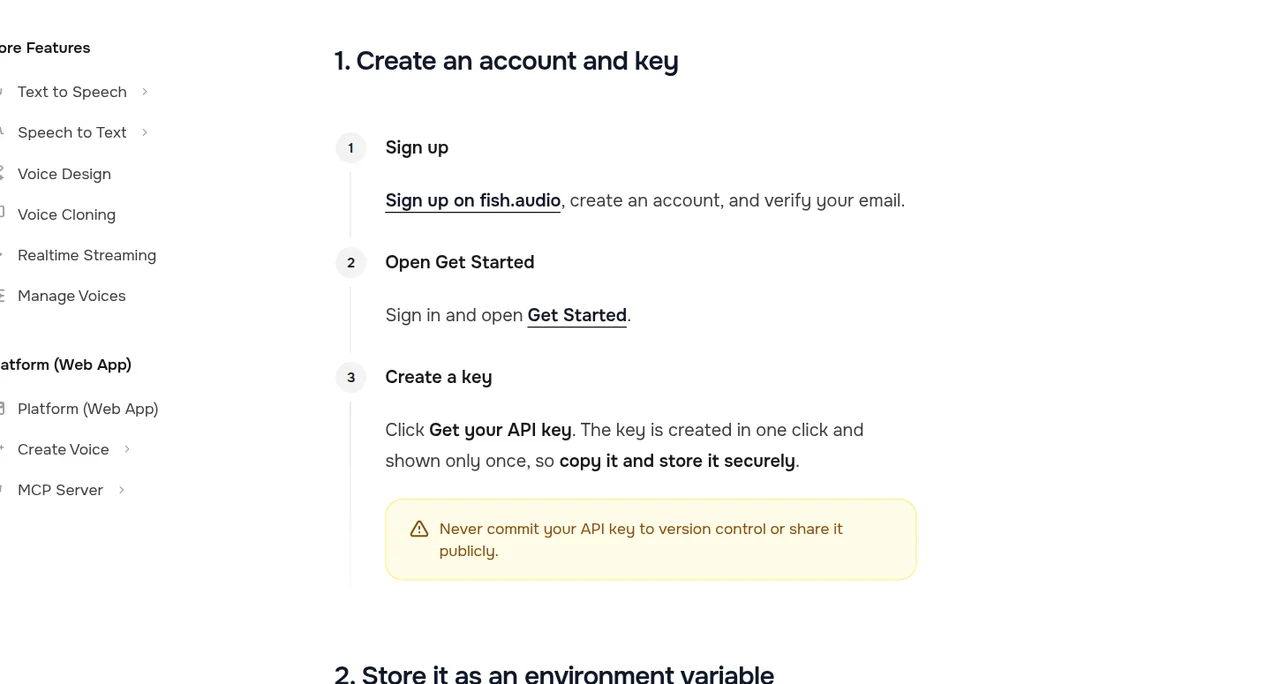 ore Features
Text to Speech
Speech to Text
Voice Design
Voice Cloning
Realtime Streaming
Manage Voices
atform (Web App)
Platform (Web App)
Create Voice
MCP Server
1. Create an account and key
1
Sign up
Sign up on fish.audio, create an account, and verify your email.
2
Open Get Started
Sign in and open Get Started.
3
Create a key
Click Get your API key. The key is created in one click and
shown only once, so copy it and store it securely.
Never commit your API key to version control or share it
publicly.
2. Store it as an environment variable